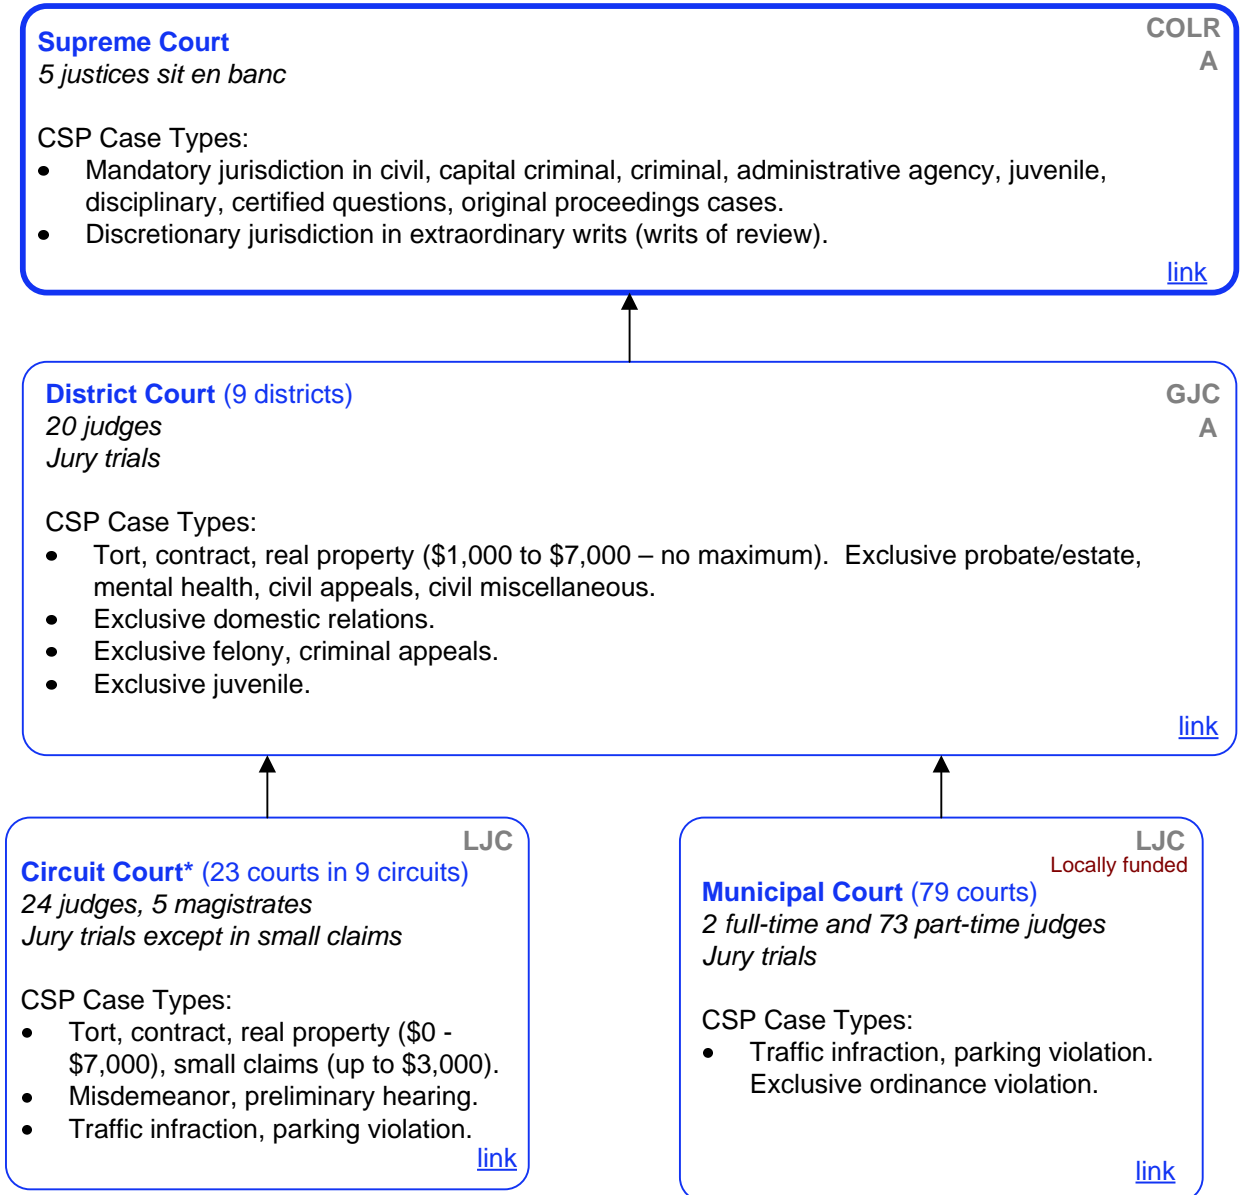 COLR
Supreme Court
A
5 justices sit en banc
CSP Case Types:
• Mandatory jurisdiction in civil, capital criminal, criminal, administrative agency, juvenile,
disciplinary, certified questions, original proceedings cases.
• Discretionary jurisdiction in extraordinary writs (writs of review).
link
District Court (9 districts)
GJC
20 judges
A
Jury trials
CSP Case Types:
• Tort, contract, real property ($1,000 to $7,000 – no maximum).  Exclusive probate/estate,
mental health, civil appeals, civil miscellaneous.
• Exclusive domestic relations.
• Exclusive felony, criminal appeals.
• Exclusive juvenile.
link
LJC
Circuit Court* (23 courts in 9 circuits)
24 judges, 5 magistrates
Jury trials except in small claims
CSP Case Types:
• Tort, contract, real property ($0 -
$7,000), small claims (up to $3,000).
• Misdemeanor, preliminary hearing.
• Traffic infraction, parking violation.
link
LJC
Locally funded
Municipal Court (79 courts)
2 full-time and 73 part-time judges
Jury trials
CSP Case Types:
• Traffic infraction, parking violation.
Exclusive ordinance violation.
link